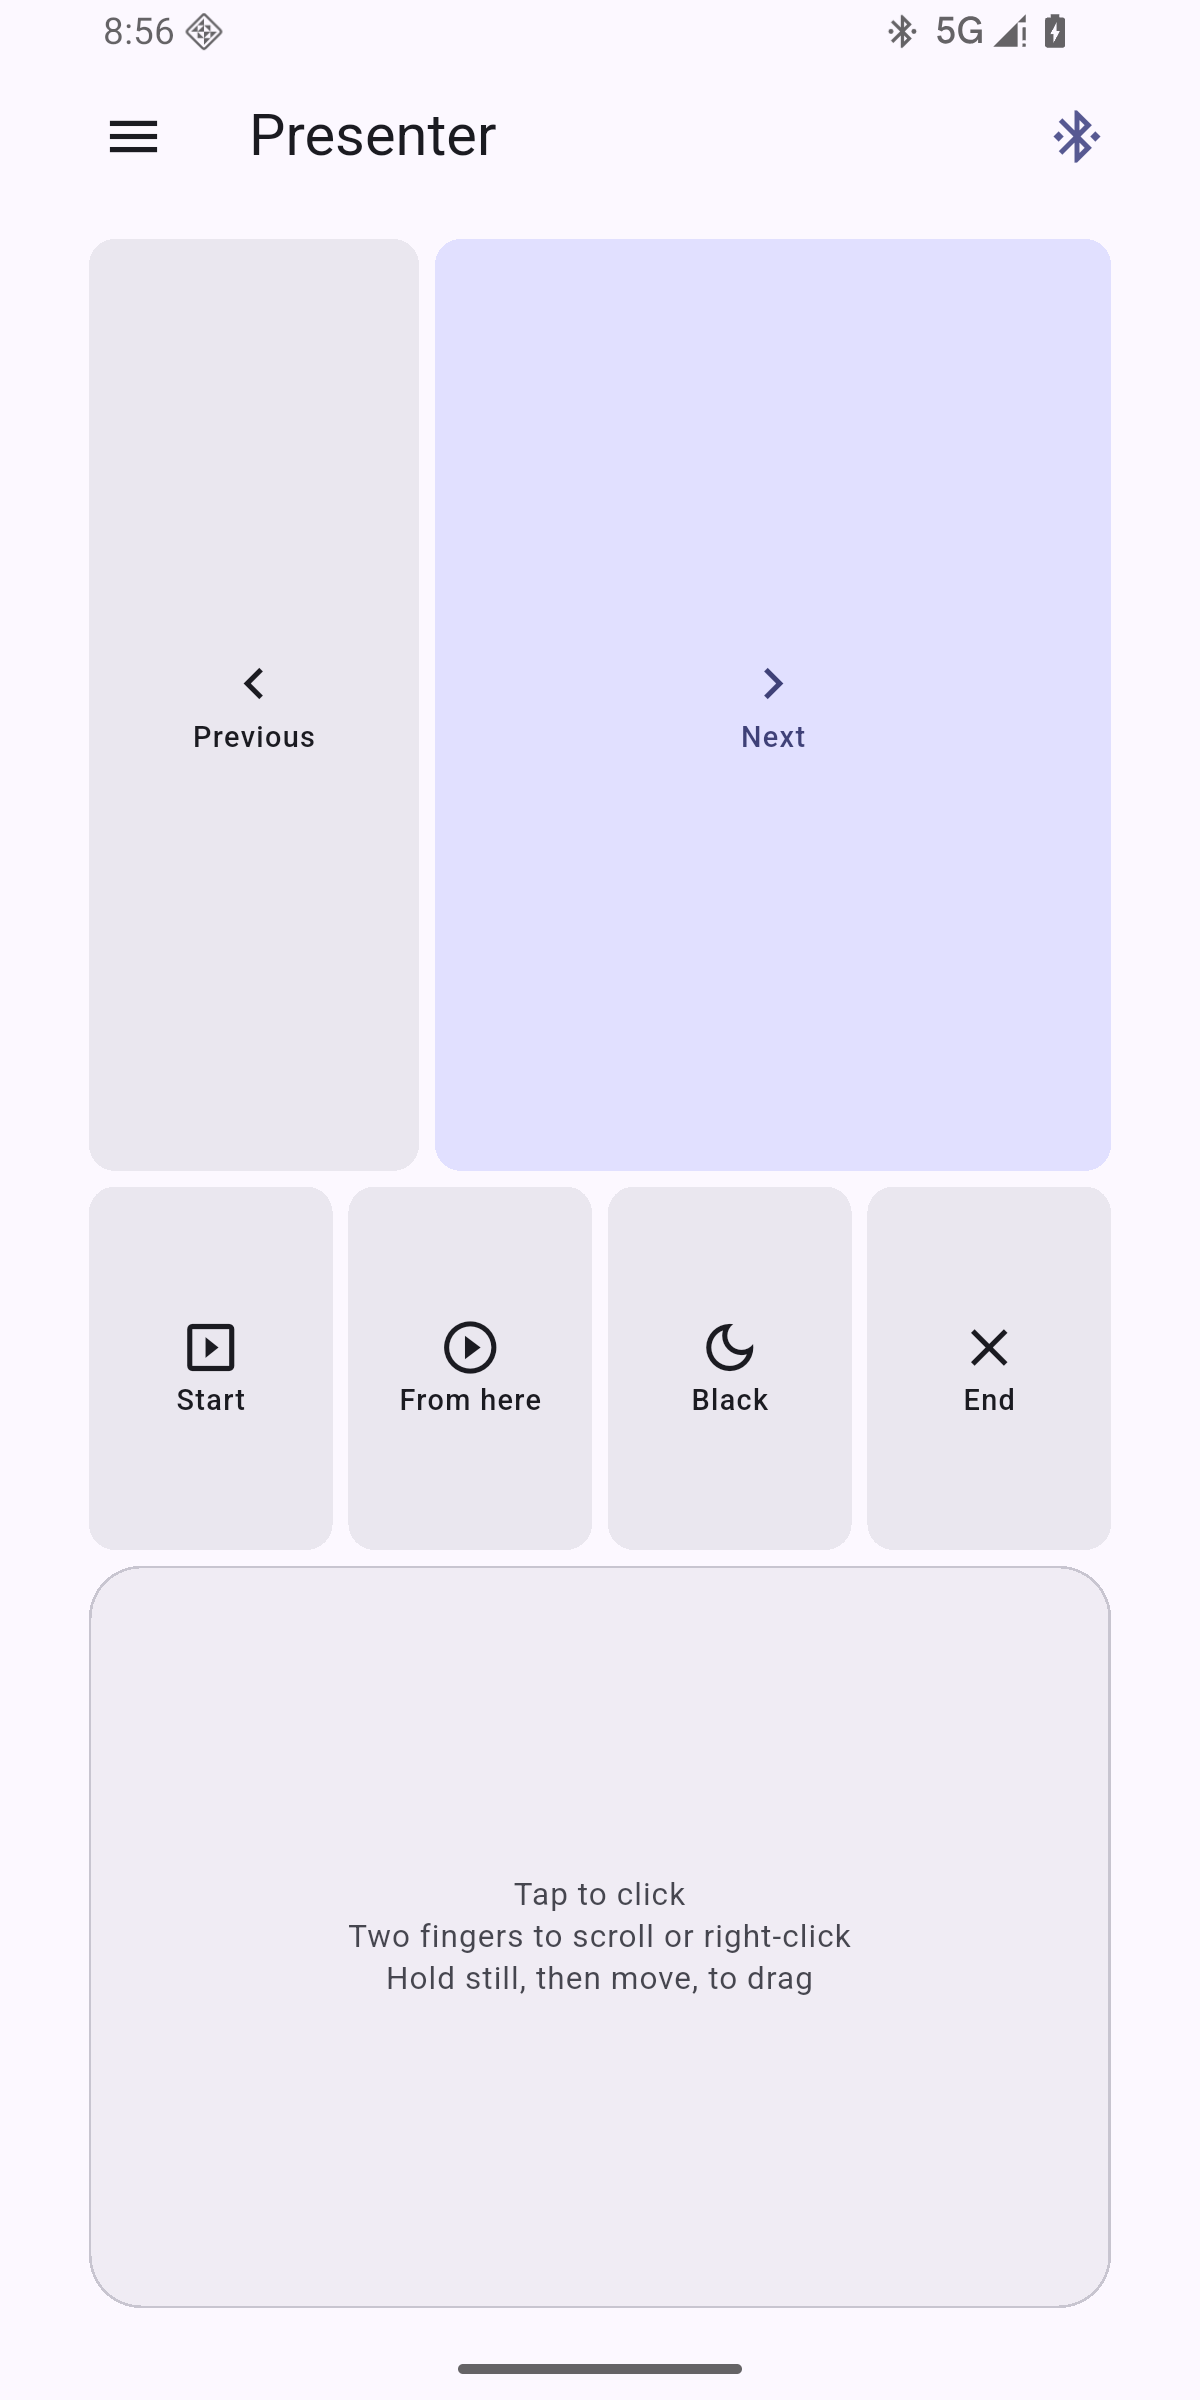 8:56
5G
Presenter
Previous
Next
Start
From here
Black
End
Tap to click
Two fingers to scroll or right-click
Hold still, then move, to drag